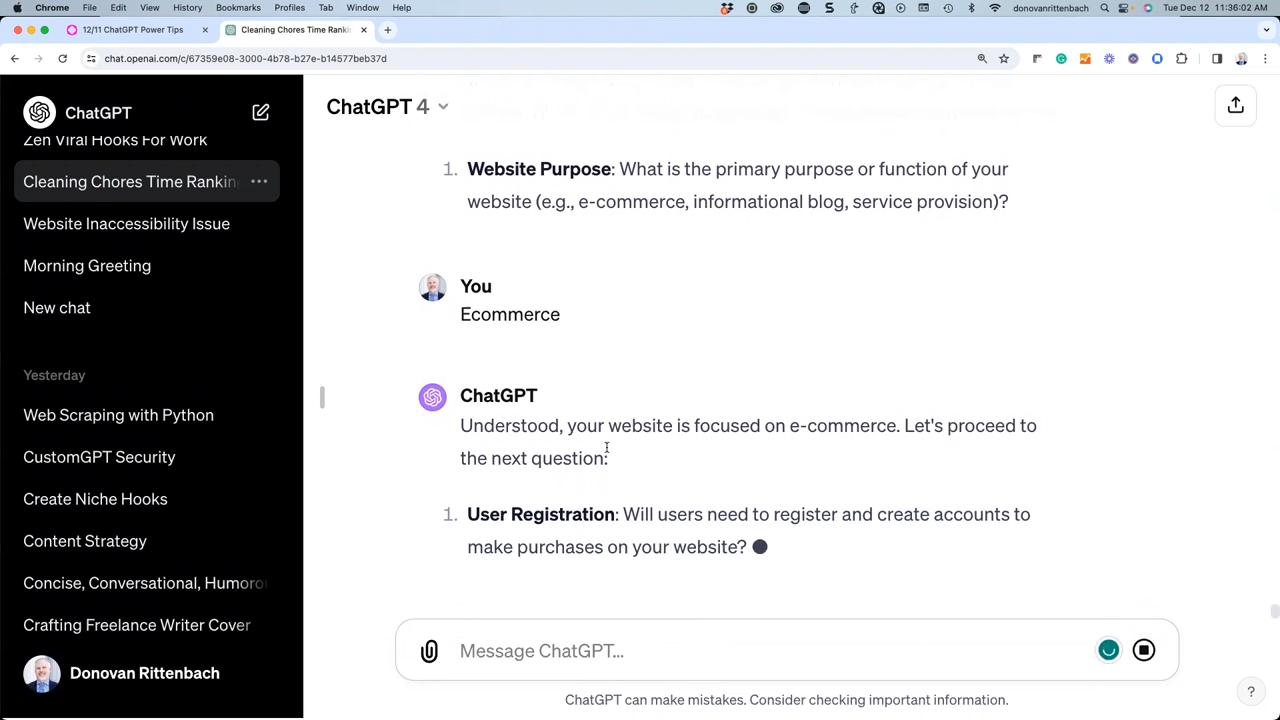 Chrome File Edit View History Bookmarks Profiles Tab Window Help donovanrittenbach Tue Dec 12 11:36:02 AM
12/11 ChatGPT Power Tips
Cleaning Chores Time Rankin
chat.openai.com/c/67359e08-3000-4b78-b27e-b14577beb37d
ChatGPT
Zen Viral Hooks For Work
Cleaning Chores Time Rankin
Website Inaccessibility Issue
Morning Greeting
New chat
Yesterday
Web Scraping with Python
CustomGPT Security
Create Niche Hooks
Content Strategy
Concise, Conversational, Humoro
Crafting Freelance Writer Cover
Donovan Rittenbach
ChatGPT 4
1. Website Purpose: What is the primary purpose or function of your
website (e.g., e-commerce, informational blog, service provision)?
You
Ecommerce
ChatGPT
Understood, your website is focused on e-commerce. Let's proceed to
the next question:
1. User Registration: Will users need to register and create accounts to
make purchases on your website?
Message ChatGPT...
ChatGPT can make mistakes. Consider checking important information.
?